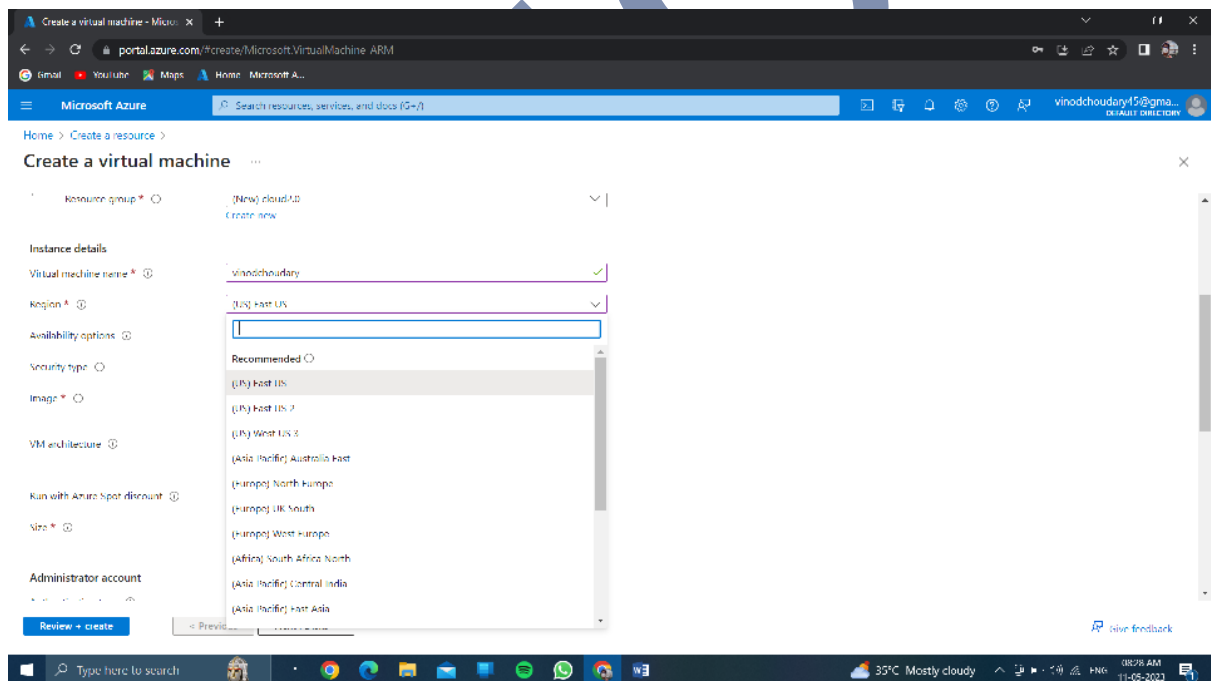 Create a virtual machine - Micro
portal.azure.com/#create/Microsoft.VirtualMachine-ARM
Gmail YouTube Maps Home Microsoft A...
Microsoft Azure Search resources, services, and docs (G+/) vinodchoudary45@gma...
DEFAULT DIRECTORY
Home > Create a resource >
Create a virtual machine ...
Resource group * (New) cloud2.0
Create new
Instance details
Virtual machine name * vinodchoudary
Region * (US) East US
Availability options
Security type
Recommended
(US) East US
Image *
(US) East US 2
(US) West US 3
VM architecture
(Asia Pacific) Australia East
(Europe) North Europe
Run with Azure Spot discount
(Europe) UK South
Size *
(Europe) West Europe
(Africa) South Africa North
Administrator account
(Asia Pacific) Central India
(Asia Pacific) East Asia
Review + create < Previ
Give feedback
Type here to search 35°C Mostly cloudy ENG 08:28 AM
11-05-2023